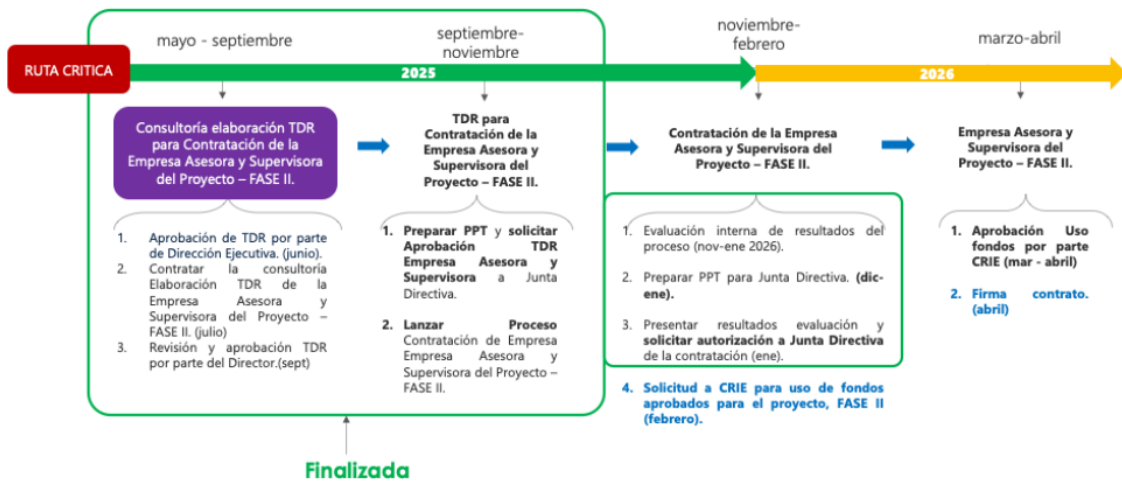 mayo - septiembre
septiembre-
noviembre
noviembre-
febrero
marzo-abril
RUTA CRITICA
2025
2026
Consultoría elaboración TDR
para Contratación de la
Empresa Asesora y Supervisora
del Proyecto – FASE II.
TDR para
Contratación de la
Empresa Asesora y
Supervisora del
Proyecto – FASE II.
Contratación de la Empresa
Asesora y Supervisora del
Proyecto – FASE II.
Empresa Asesora y
Supervisora del
Proyecto – FASE II.
1. Aprobación de TDR por parte
de Dirección Ejecutiva. (junio).
2. Contratar la consultoría
Elaboración TDR de la
Empresa Asesora y
Supervisora del Proyecto –
FASE II. (julio)
3. Revisión y aprobación TDR
por parte del Director.(sept)
1. Preparar PPT y solicitar
Aprobación TDR
Empresa Asesora y
Supervisora a Junta
Directiva.
2. Lanzar Proceso
Contratación de Empresa
Empresa Asesora y
Supervisora del Proyecto –
FASE II.
1. Evaluación interna de resultados del
proceso (nov-ene 2026).
2. Preparar PPT para Junta Directiva. (dic-
ene).
3. Presentar resultados evaluación y
solicitar autorización a Junta Directiva
de la contratación (ene).
4. Solicitud a CRIE para uso de fondos
aprobados para el proyecto, FASE II
(febrero).
1. Aprobación Uso
fondos por parte
CRIE (mar - abril)
2. Firma contrato.
(abril)
Finalizada